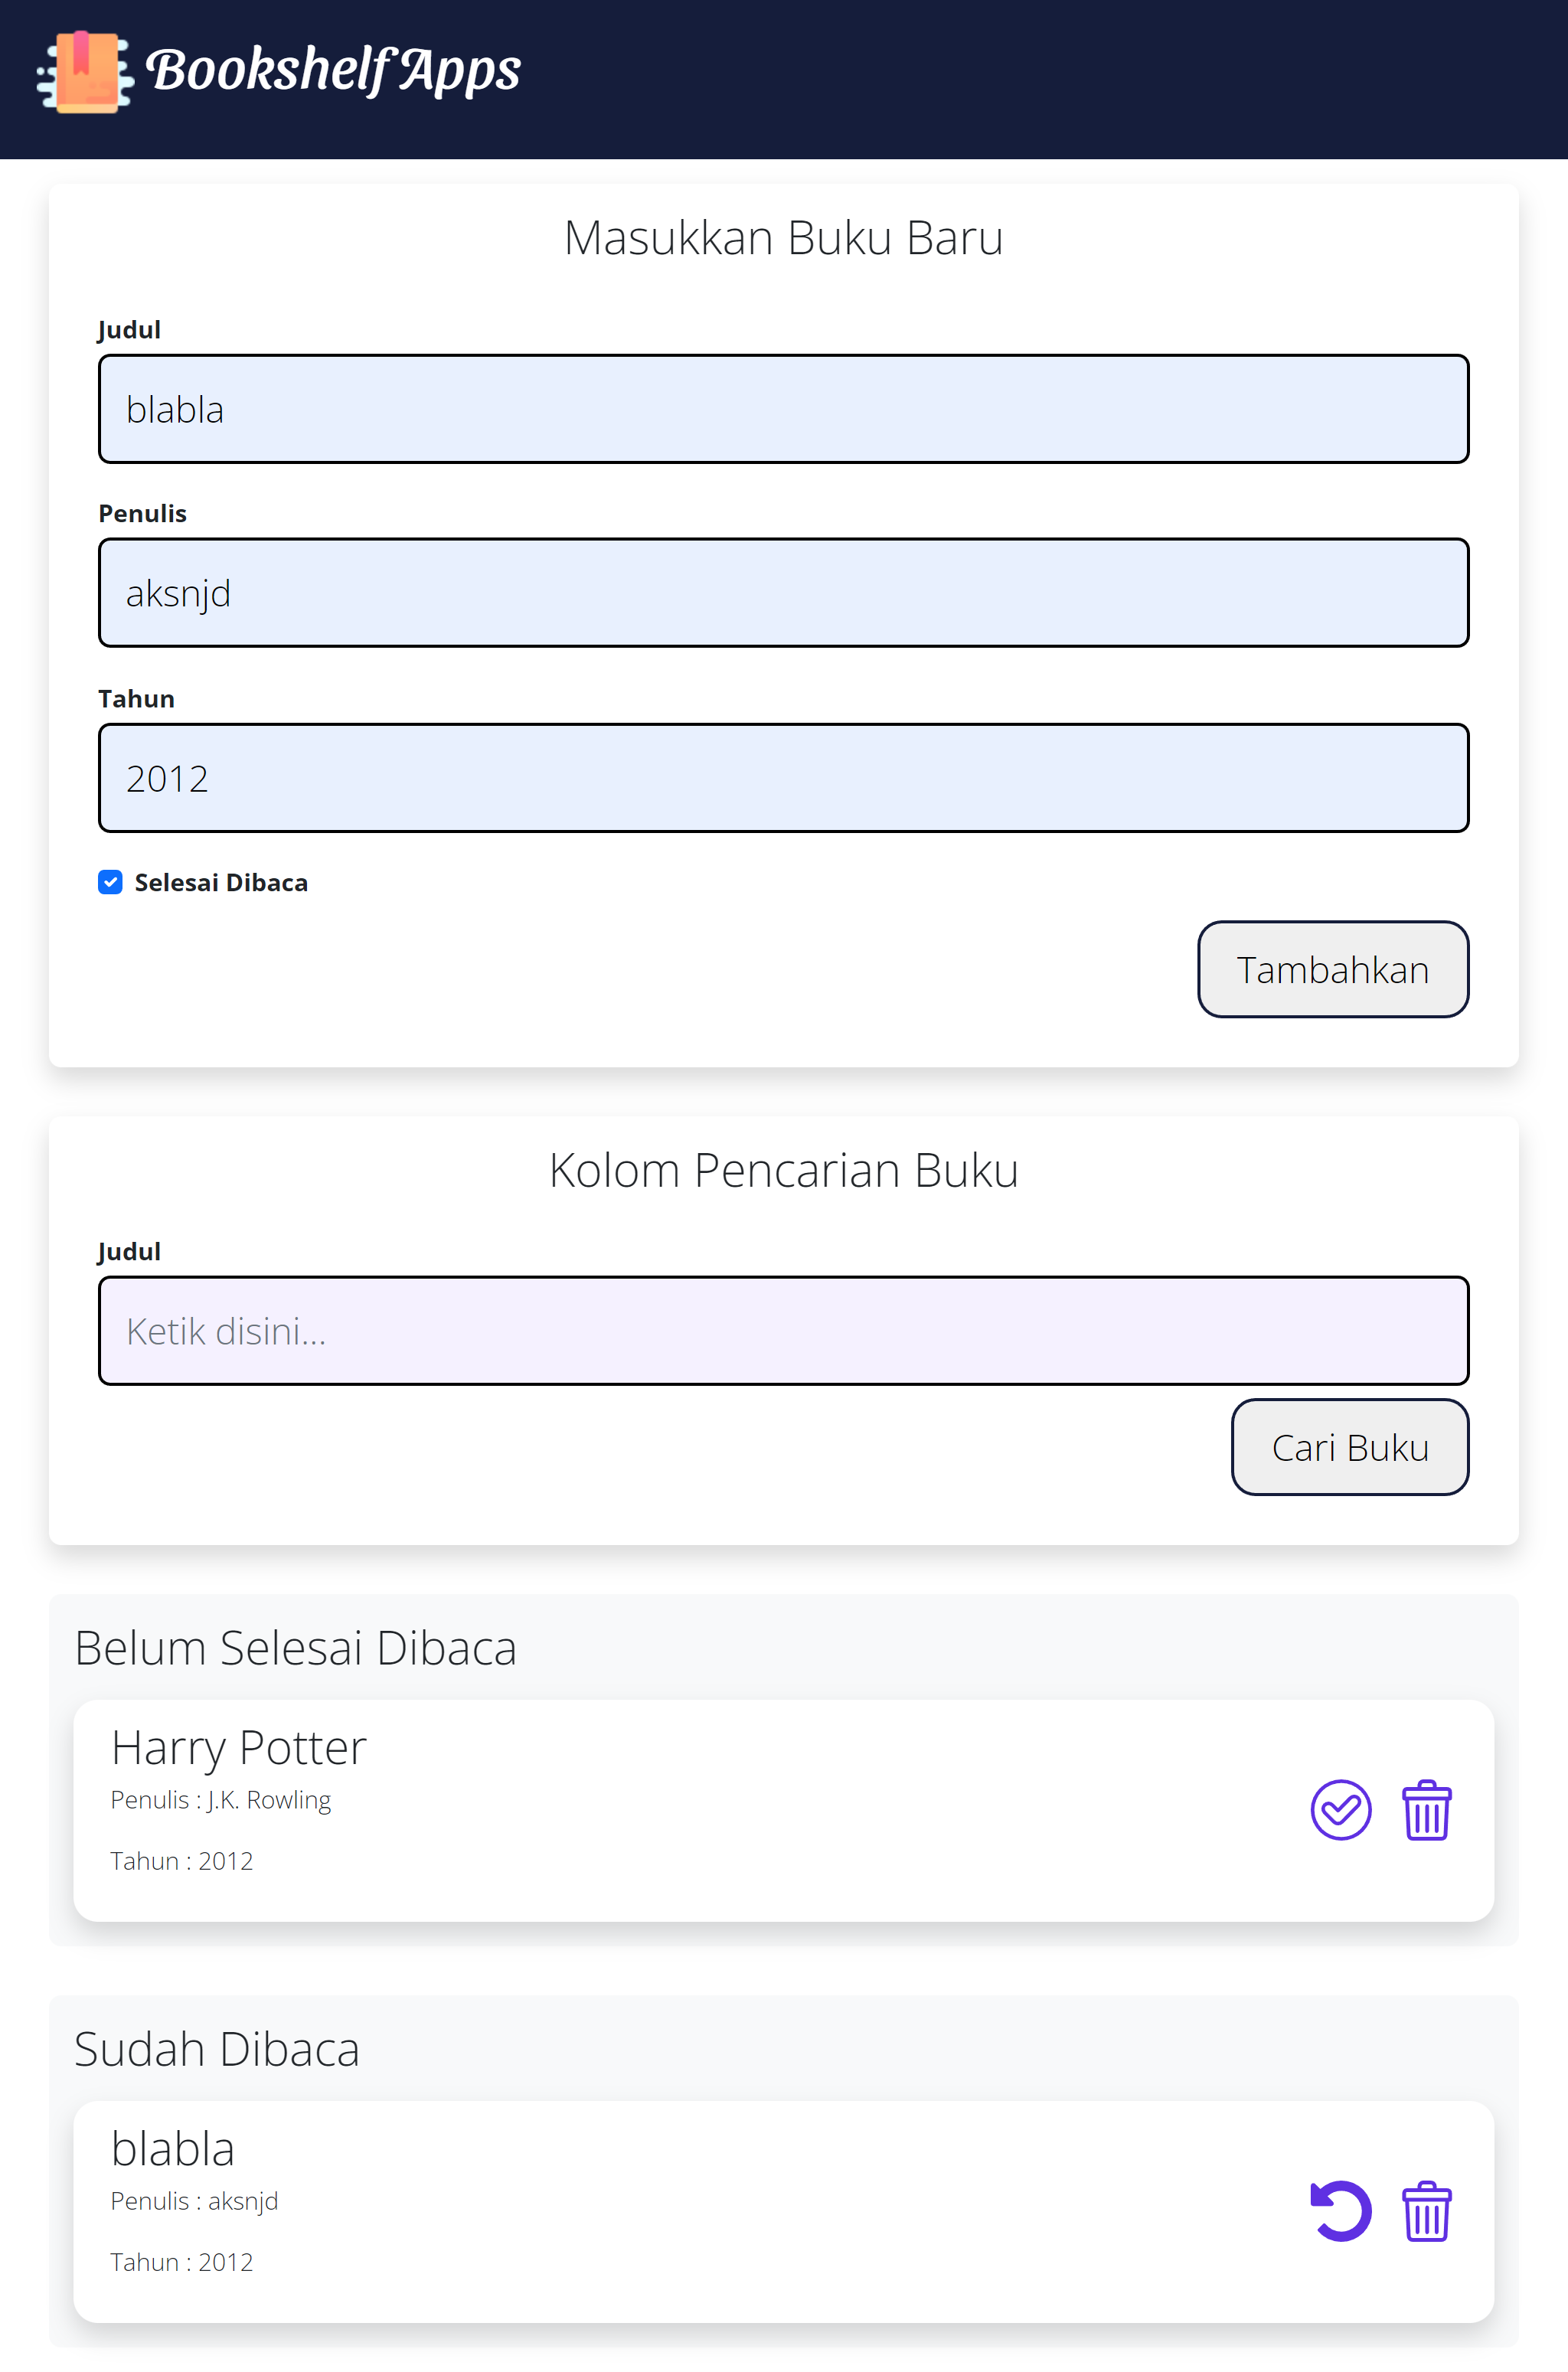 Bookshelf Apps
Masukkan Buku Baru
Judul
blabla
Penulis
aksnjd
Tahun
2012
Selesai Dibaca
Tambahkan
Kolom Pencarian Buku
Judul
Ketik disini...
Cari Buku
Belum Selesai Dibaca
Harry Potter
Penulis : J.K. Rowling
Tahun : 2012
Sudah Dibaca
blabla
Penulis : aksnjd
Tahun : 2012